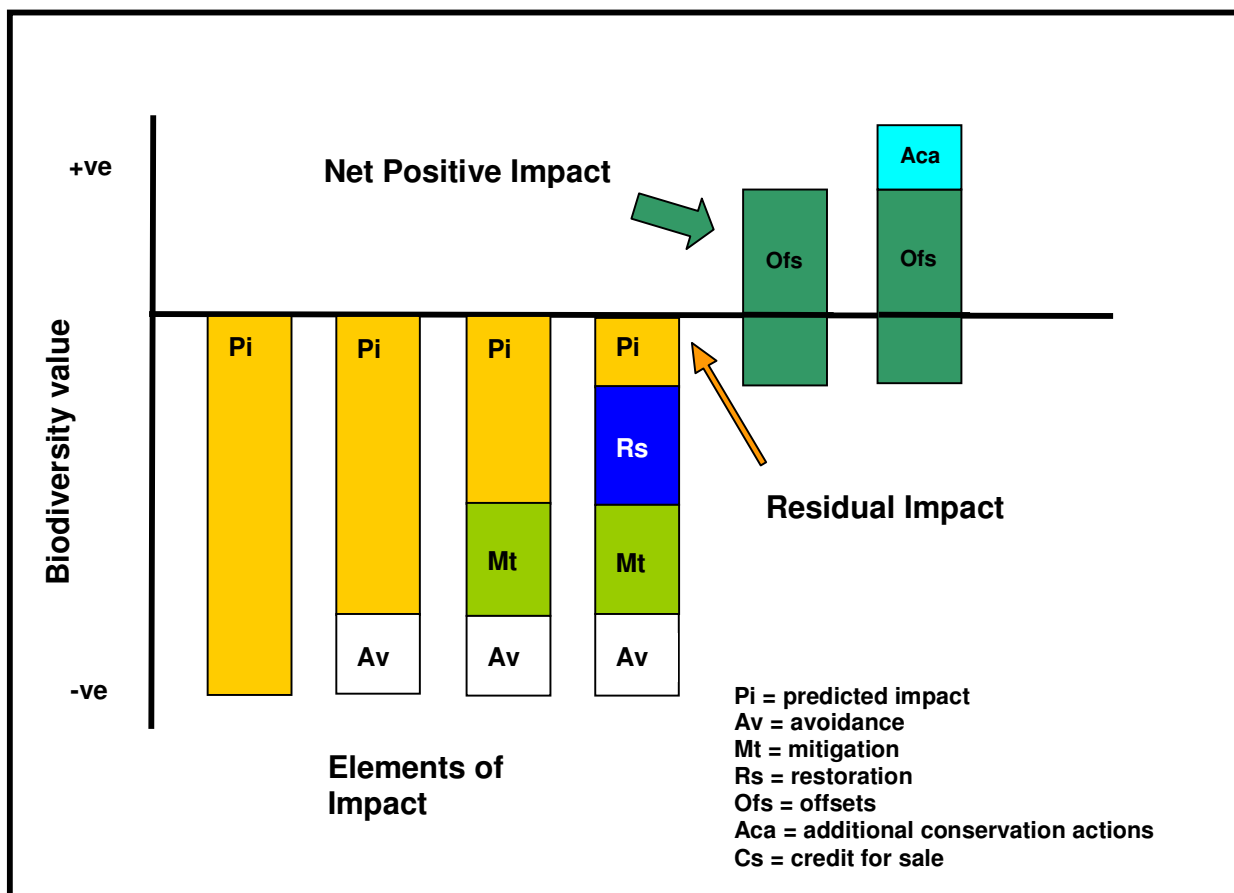 +ve
Net Positive Impact
Aca
Ofs
Ofs
Biodiversity value
Pi
Pi
Pi
Pi
Rs
Residual Impact
Mt
Mt
Av
Av
Av
-ve
Elements of
Impact
Pi = predicted impact
Av = avoidance
Mt = mitigation
Rs = restoration
Ofs = offsets
Aca = additional conservation actions
Cs = credit for sale